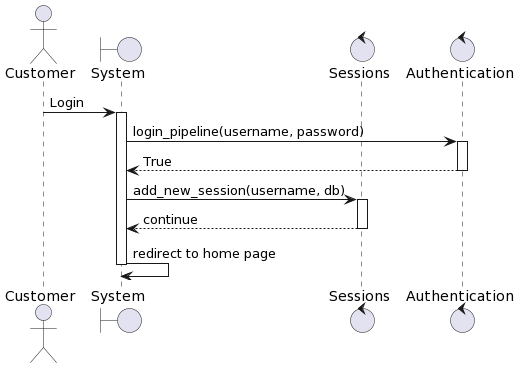 Customer System Sessions Authentication
Login
login_pipeline(username, password)
True
add_new_session(username, db)
continue
redirect to home page
Customer System Sessions Authentication